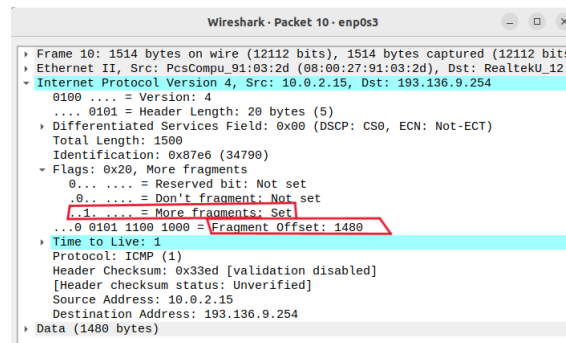 Wireshark · Packet 10 · enp0s3
Frame 10: 1514 bytes on wire (12112 bits), 1514 bytes captured (12112 bits
Ethernet II, Src: PcsCompu_91:03:2d (08:00:27:91:03:2d), Dst: RealtekU_12
Internet Protocol Version 4, Src: 10.0.2.15, Dst: 193.136.9.254
0100 .... = Version: 4
.... 0101 = Header Length: 20 bytes (5)
Differentiated Services Field: 0x00 (DSCP: CS0, ECN: Not-ECT)
Total Length: 1500
Identification: 0x87e6 (34790)
Flags: 0x20, More fragments
0... .... = Reserved bit: Not set
.0.. .... = Don't fragment: Not set
..1. .... = More fragments: Set
...0 0101 1100 1000 = Fragment Offset: 1480
Time to Live: 1
Protocol: ICMP (1)
Header Checksum: 0x33ed [validation disabled]
[Header checksum status: Unverified]
Source Address: 10.0.2.15
Destination Address: 193.136.9.254
Data (1480 bytes)